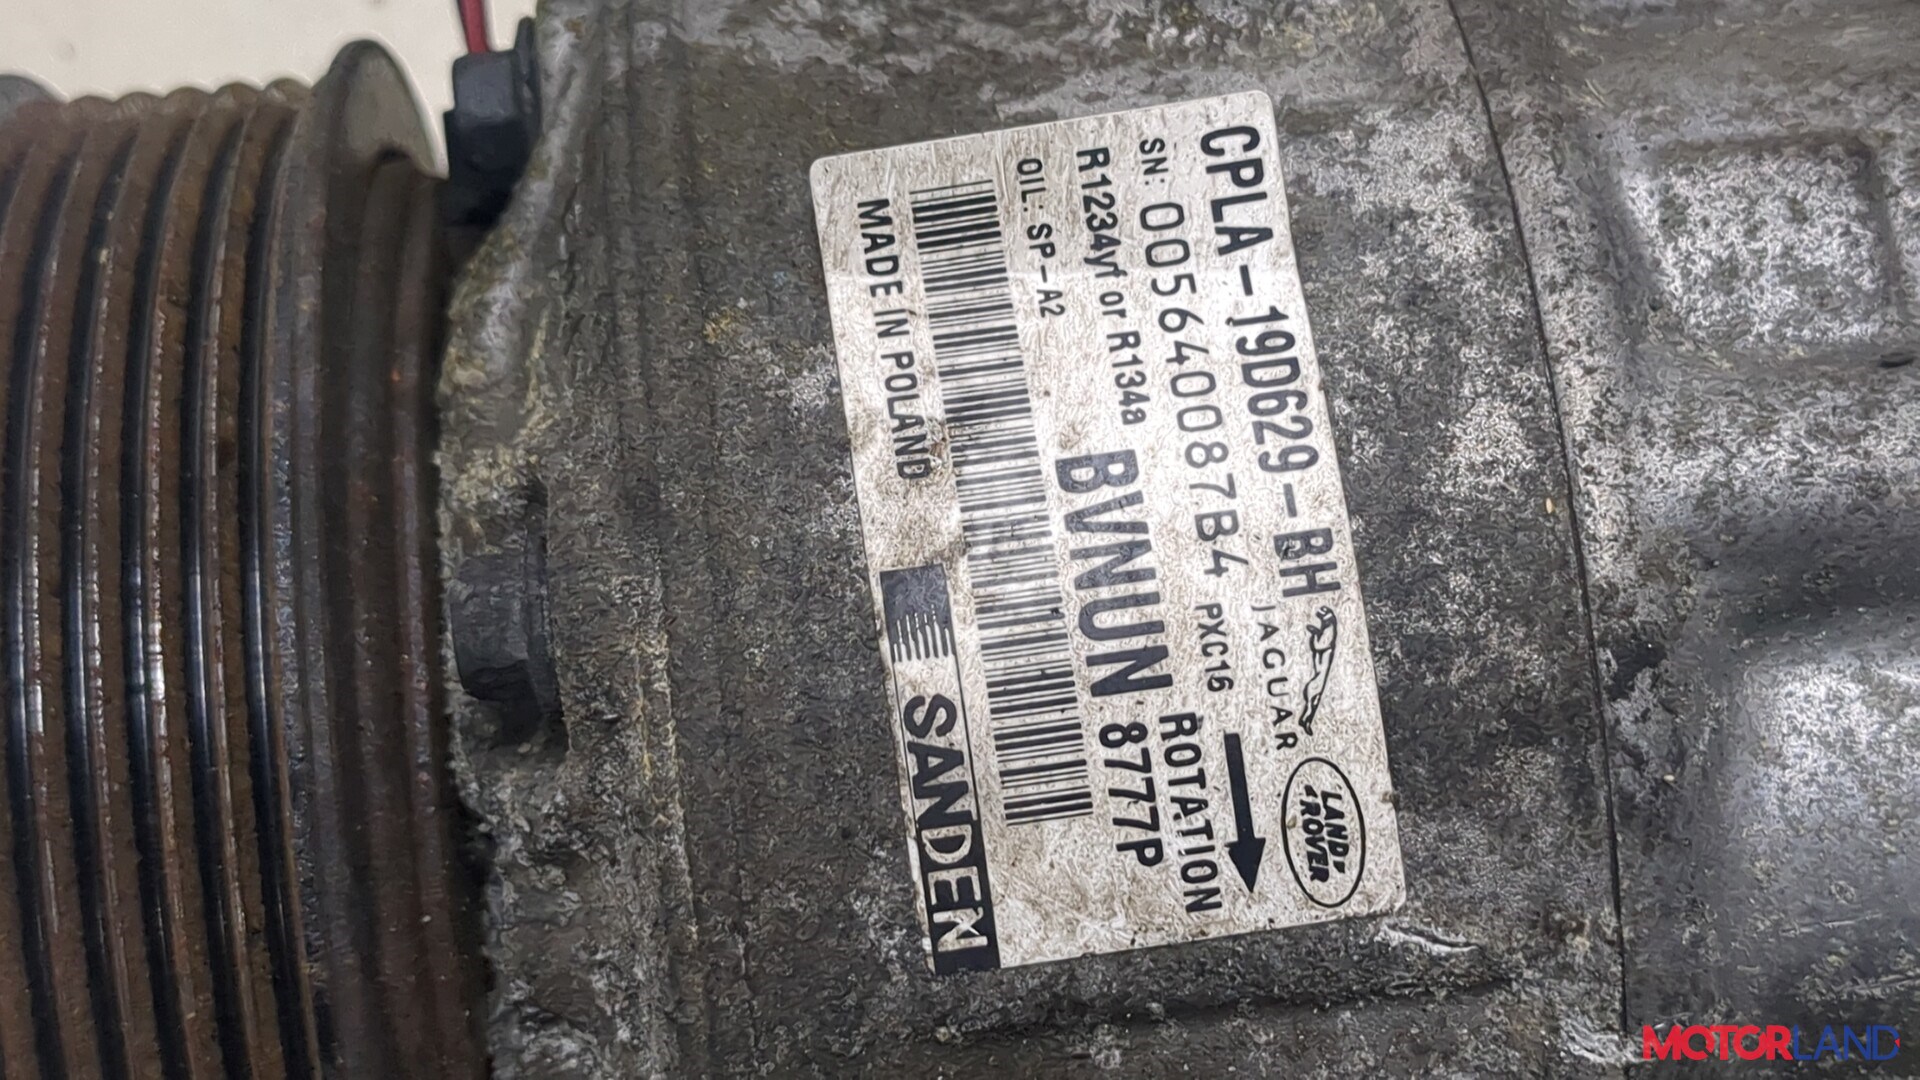 CPLA-19D629-BH
JAGUAR
LAND ROVER
SN: 005640087B4 PXC16
R1234yf or R134a
BVNUN 8777P
ROTATION
OIL: SP-A2
MADE IN POLAND
SANDEN
MOTORLAND